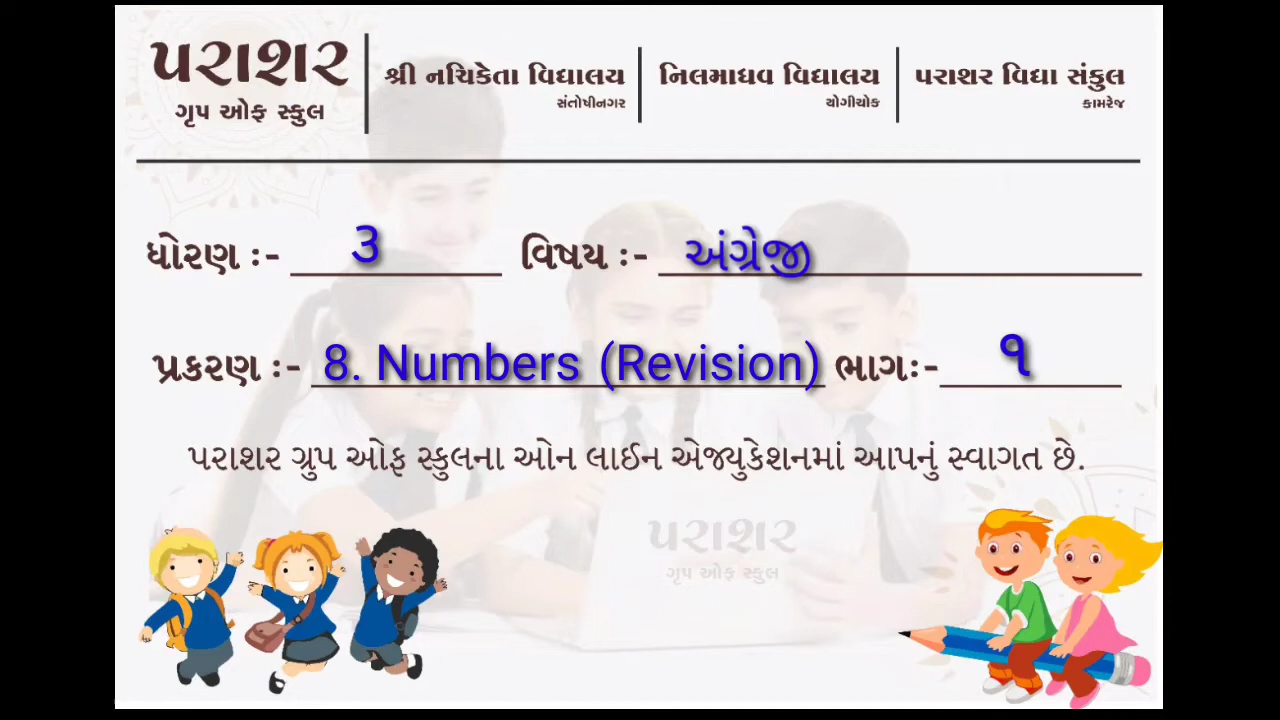 પરાશર
ગૃપ ઓફ સ્કુલ
શ્રી નચિકેતા વિદ્યાલય
સંતોષીનગર
નિલમાધવ વિદ્યાલય
યોગીચોક
પરાશર વિદ્યા સંકુલ
કામરેજ
ધોરણ :- ૩ વિષય :- અંગ્રેજી
પ્રકરણ :- 8. Numbers (Revision) ભાગ:- ૧
પરાશર ગ્રુપ ઓફ સ્કુલના ઓન લાઈન એજ્યુકેશનમાં આપનું સ્વાગત છે.
પરાશર
ગૃપ ઓફ સ્કુલ